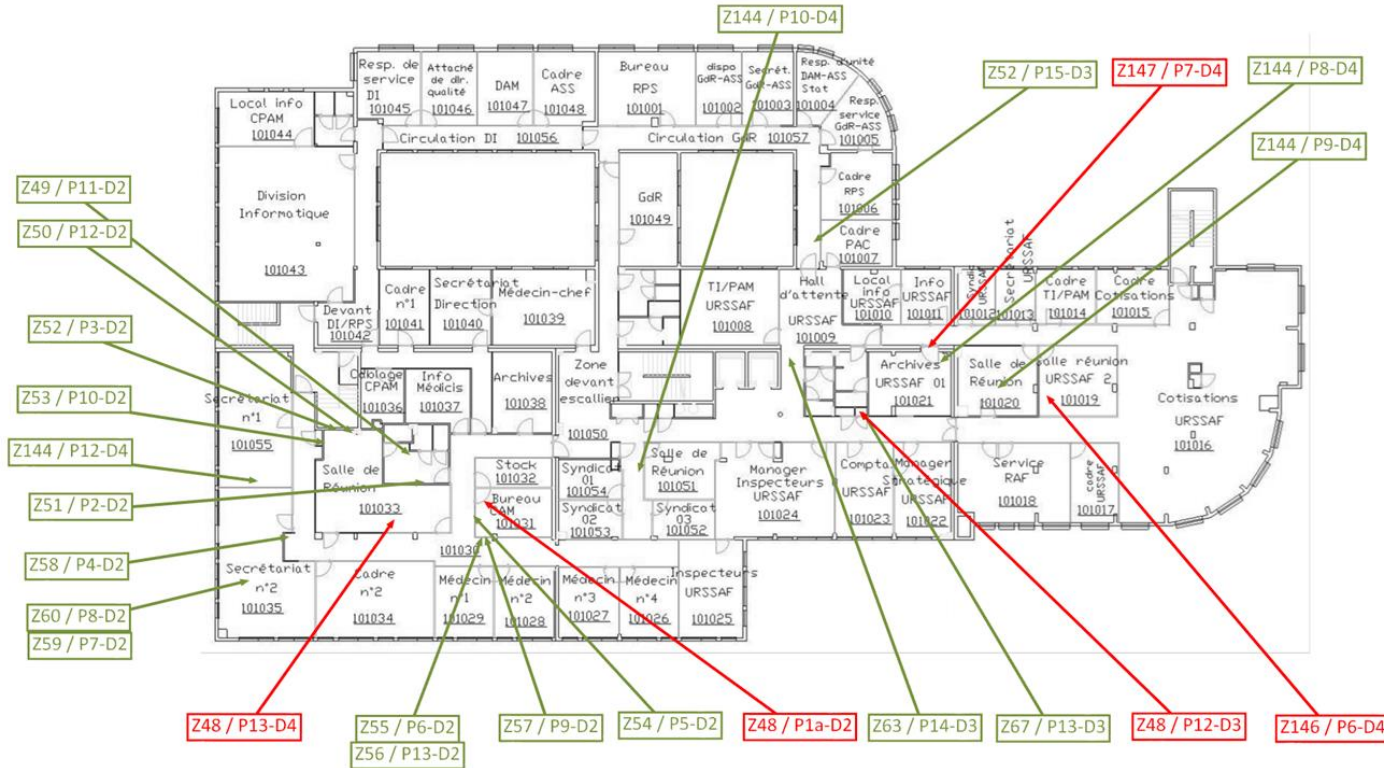 Z144 / P10-D4
Z52 / P15-D3
Z147 / P7-D4
Z144 / P8-D4
Z144 / P9-D4
Resp. de
service
DI
101045
Attaché
de dir.
qualité
101046
DAM
101047
Cadre
ASS
101048
Bureau
RPS
101001
dispo
GdR-ASS
101002
Secrét.
GdR-ASS
101003
Resp. d'unité
DAM-ASS
Stat
101004
Resp.
service
GdR-ASS
101005
Local info
CPAM
101044
Circulation DI 101056
Circulation GdR 101057
Z49 / P11-D2
Z50 / P12-D2
Division
Informatique
101043
GdR
101049
Cadre
RPS
101006
Cadre
PAC
101007
Devant
DI/RPS
101042
Cadre
n°1
101041
Secrétariat
Direction
101040
Médecin-chef
101039
TI/PAM
URSSAF
101008
Hall
d'attente
URSSAF
101009
Local
info
URSSAF
101010
Info
URSSAF
101011
Syndic
URSSAF
101012
Secrétariat
URSSAF
101013
Cadre
TI/PAM
101014
Cadre
Cotisations
101015
Z52 / P3-D2
Z53 / P10-D2
Z144 / P12-D4
Z51 / P2-D2
Z58 / P4-D2
Z60 / P8-D2
Z59 / P7-D2
Secrétariat
n°1
101055
Câblage
CPAM
101036
Info
Médicis
101037
Archives
101038
Zone
devant
escallier
101050
Archives
URSSAF 01
101021
Salle de
Réunion
101020
Salle réunion
URSSAF 2
101019
Cotisations
URSSAF
101016
Salle de
Réunion
101033
Stock
101032
Bureau
CAM
101031
Syndicat
01
101054
Syndicat
02
101053
Salle de
Réunion
101051
Syndicat
03
101052
Manager
Inspecteurs
URSSAF
101024
Compta
URSSAF
101023
Manager
Stratégique
URSSAF
101022
Service
RAF
101018
cadre
URSSAF
101017
101030
Secrétariat
n°2
101035
Cadre
n°2
101034
Médecin
n°1
101029
Médecin
n°2
101028
Médecin
n°3
101027
Médecin
n°4
101026
Inspecteurs
URSSAF
101025
Z48 / P13-D4
Z55 / P6-D2
Z56 / P13-D2
Z57 / P9-D2
Z54 / P5-D2
Z48 / P1a-D2
Z63 / P14-D3
Z67 / P13-D3
Z48 / P12-D3
Z146 / P6-D4